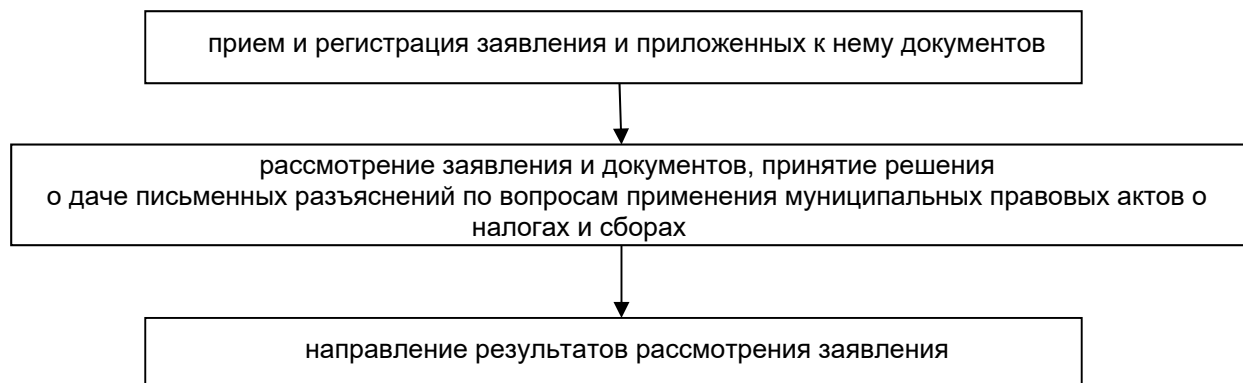 прием и регистрация заявления и приложенных к нему документов
рассмотрение заявления и документов, принятие решения
о даче письменных разъяснений по вопросам применения муниципальных правовых актов о
налогах и сборах
направление результатов рассмотрения заявления